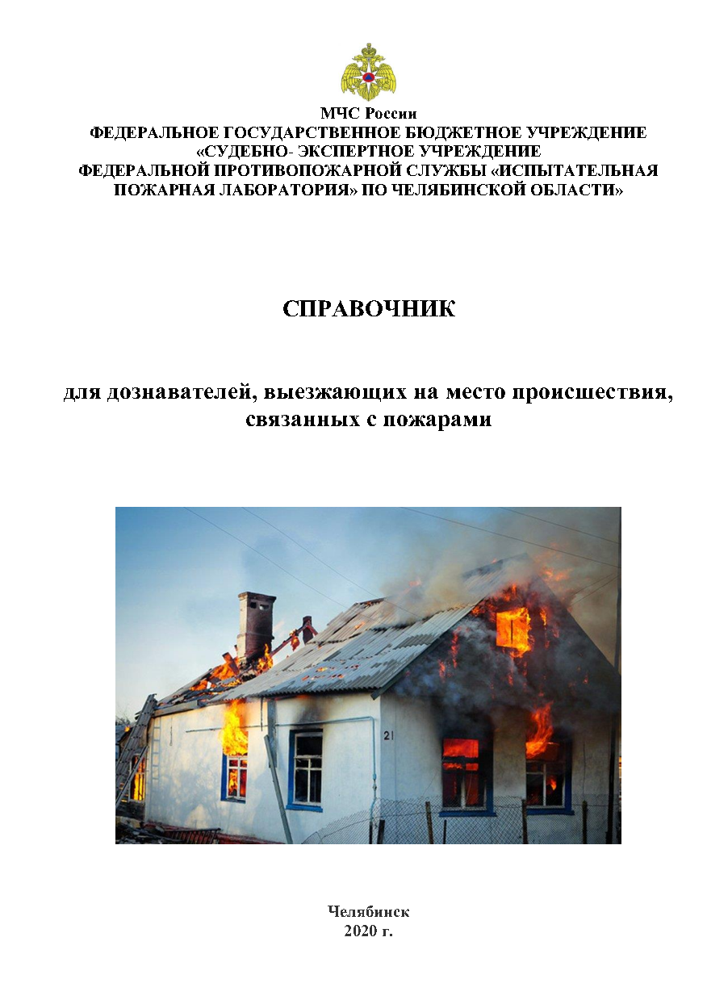 МЧС России
ФЕДЕРАЛЬНОЕ ГОСУДАРСТВЕННОЕ БЮДЖЕТНОЕ УЧРЕЖДЕНИЕ
«СУДЕБНО- ЭКСПЕРТНОЕ УЧРЕЖДЕНИЕ
ФЕДЕРАЛЬНОЙ ПРОТИВОПОЖАРНОЙ СЛУЖБЫ «ИСПЫТАТЕЛЬНАЯ
ПОЖАРНАЯ ЛАБОРАТОРИЯ» ПО ЧЕЛЯБИНСКОЙ ОБЛАСТИ»
СПРАВОЧНИК
для дознавателей, выезжающих на место происшествия,
связанных с пожарами
21
Челябинск
2020 г.